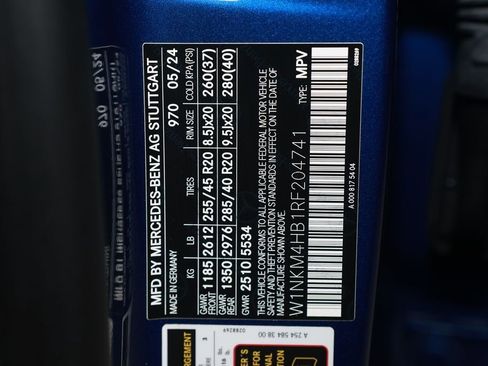 MFD BY MERCEDES-BENZ AG STUTTGART
MADE IN GERMANY 970 05/24
KG LB TIRES RIM SIZE COLD KPA(PSI)
GAWR FRONT 1185 2612 255/45 R20 8.5Jx20 260(37)
GAWR REAR 1350 2976 285/40 R20 9.5Jx20 280(40)
GVWR 2510 5534
THIS VEHICLE CONFORMS TO ALL APPLICABLE FEDERAL MOTOR VEHICLE
SAFETY AND THEFT PREVENTION STANDARDS IN EFFECT ON THE DATE OF
MANUFACTURE SHOWN ABOVE. TYPE: MPV
W1NKM4HB1RF204741
A 000 817 54 04
0288269
A 254 584 38 00
0288269